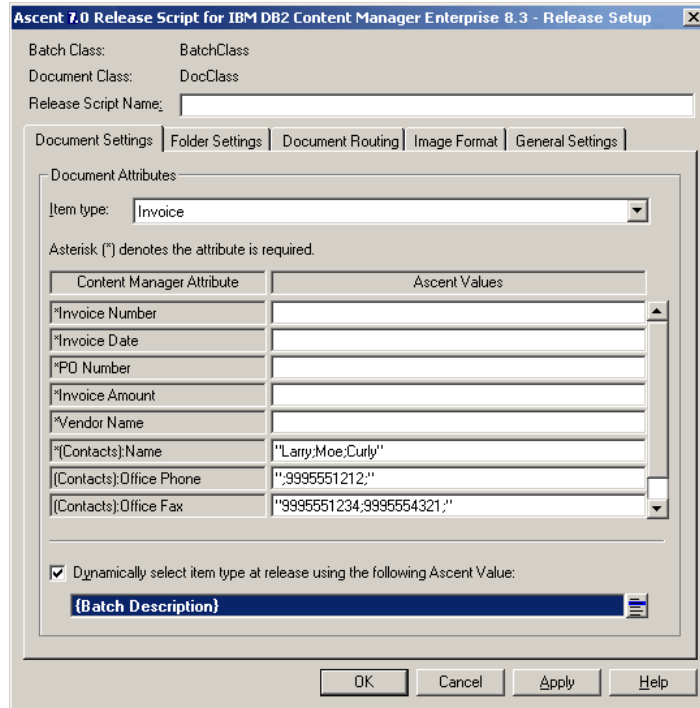 Ascent 7.0 Release Script for IBM DB2 Content Manager Enterprise 8.3 - Release Setup
Batch Class: BatchClass
Document Class: DocClass
Release Script Name:
Document Settings Folder Settings Document Routing Image Format General Settings
Document Attributes
Item type: Invoice
Asterisk (*) denotes the attribute is required.
Content Manager Attribute Ascent Values
*Invoice Number
*Invoice Date
*PO Number
*Invoice Amount
*Vendor Name
*(Contacts):Name "Larry;Moe;Curly"
(Contacts):Office Phone ";9995551212;"
(Contacts):Office Fax "9995551234;9995554321;"
Dynamically select item type at release using the following Ascent Value:
{Batch Description}
OK Cancel Apply Help